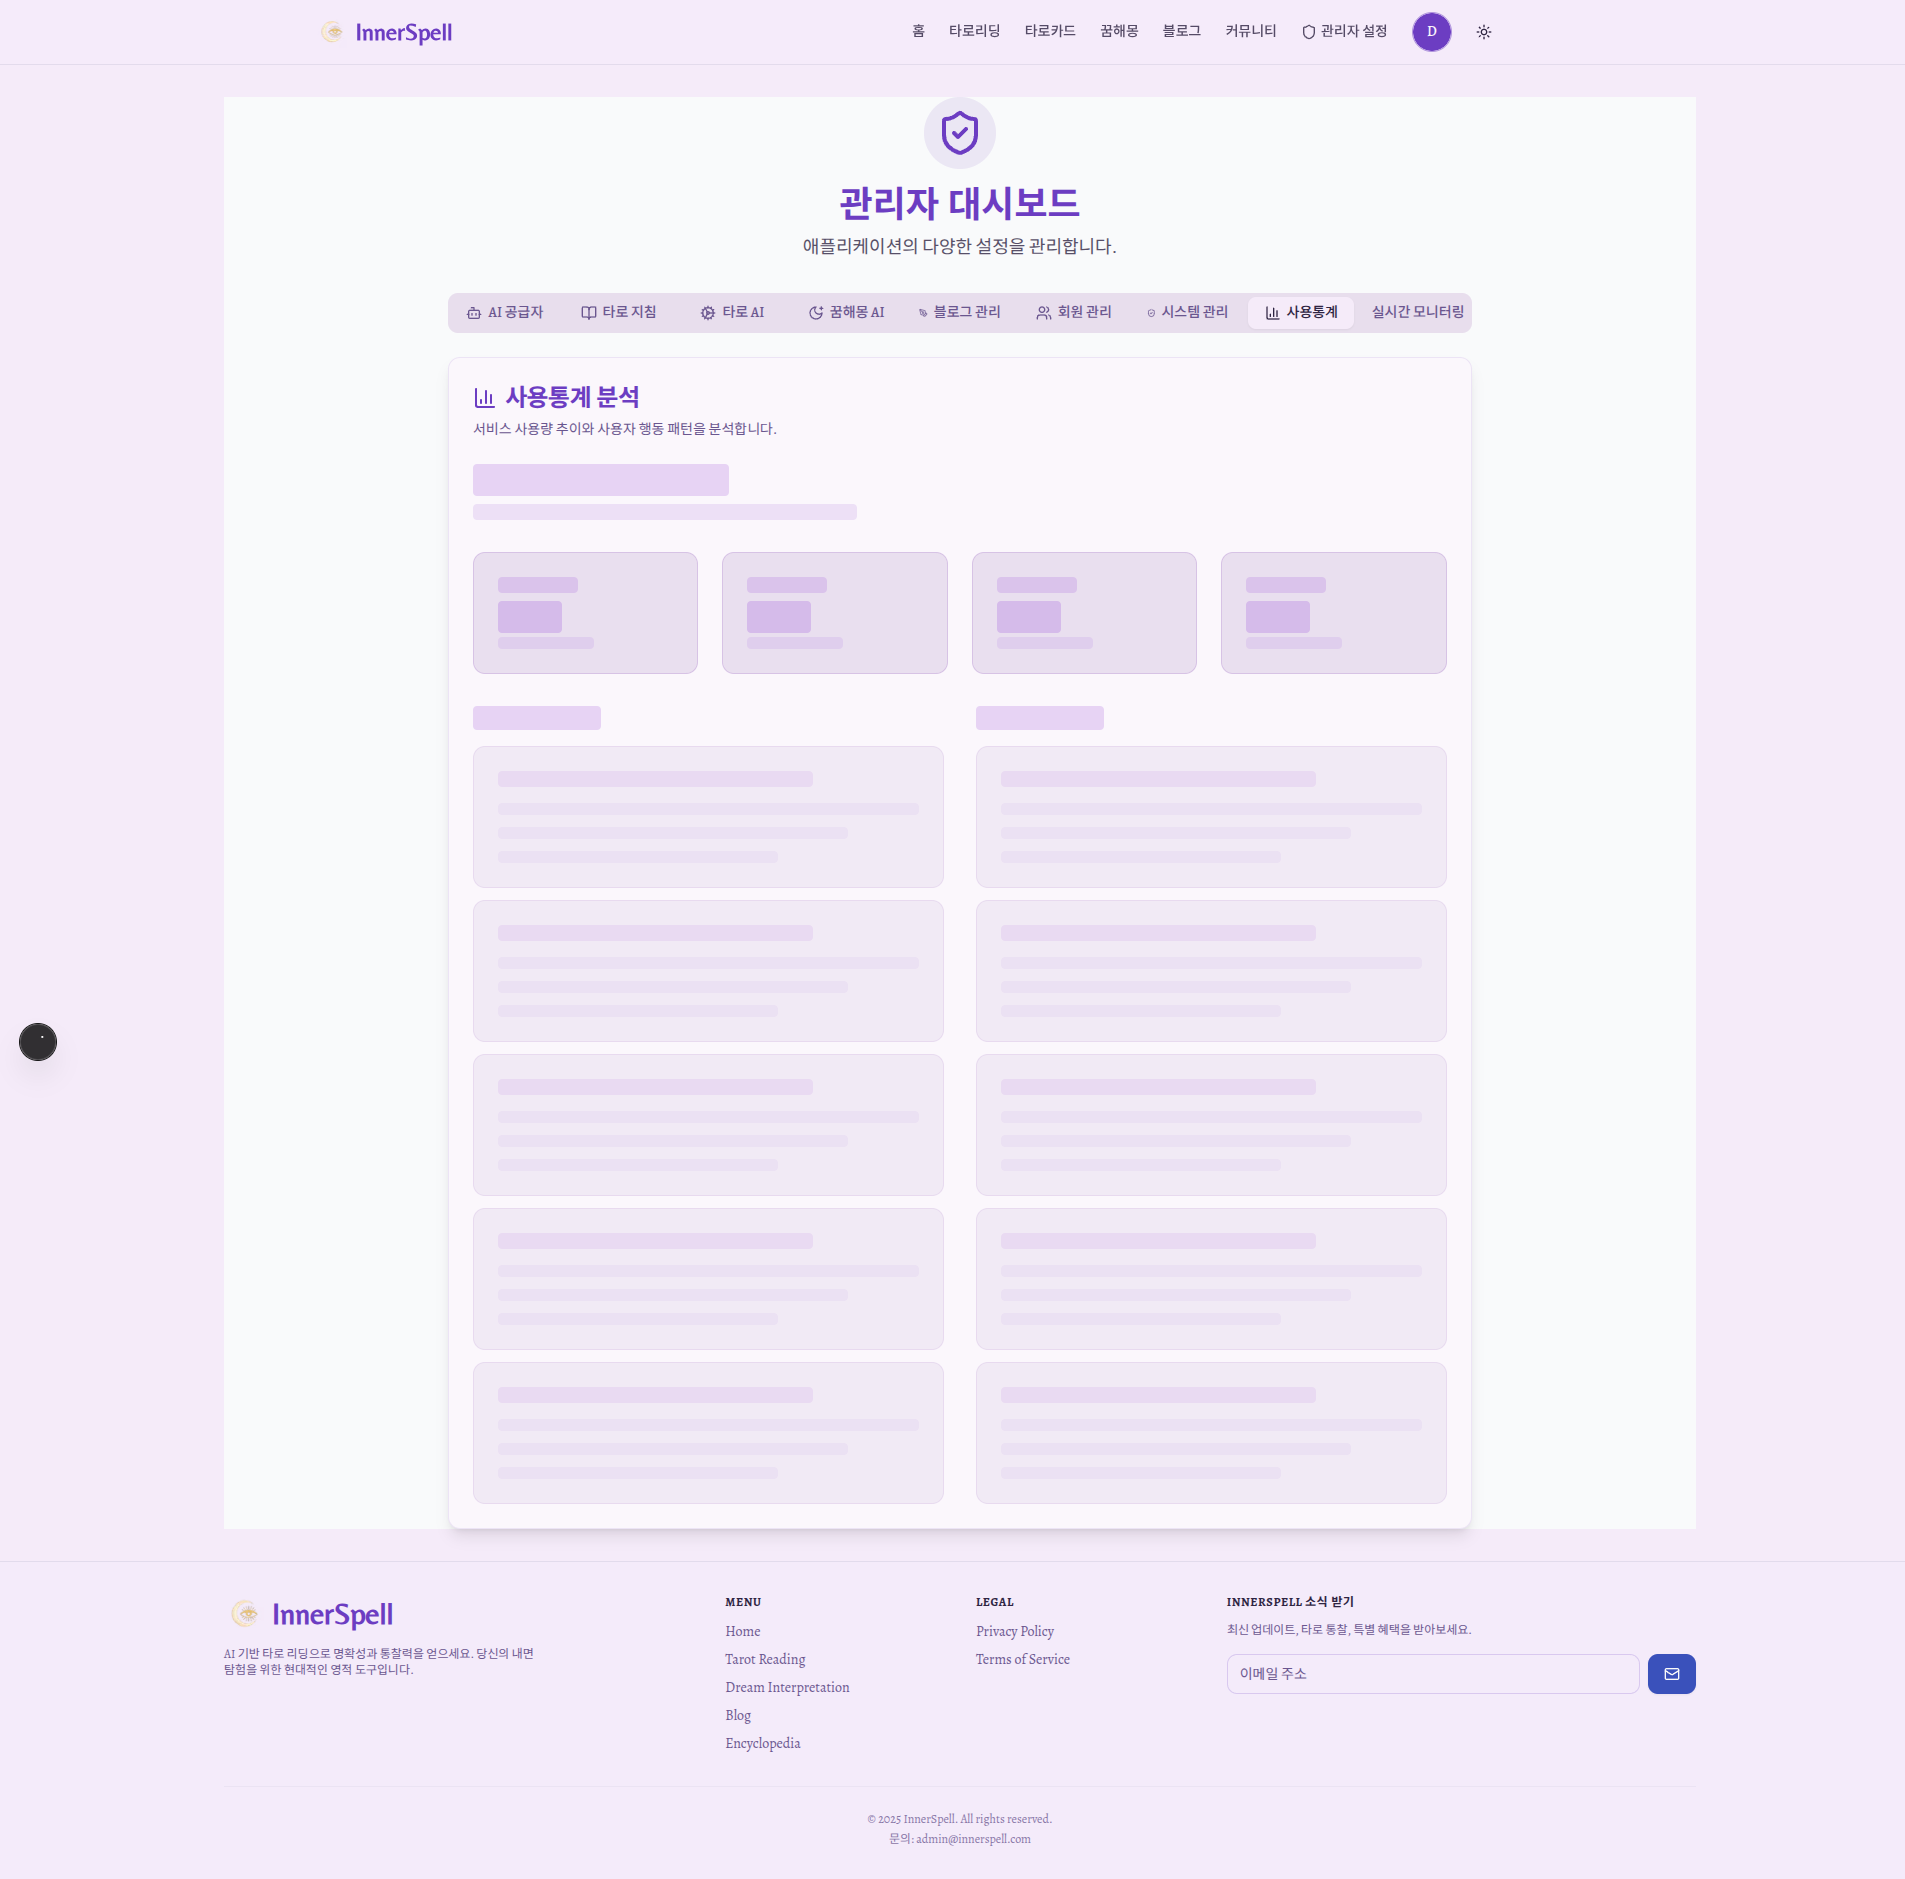 InnerSpell
홈
타로리딩
타로카드
꿈해몽
블로그
커뮤니티
관리자 설정
D
관리자 대시보드
애플리케이션의 다양한 설정을 관리합니다.
AI 공급자
타로 지침
타로 AI
꿈해몽 AI
블로그 관리
회원 관리
시스템 관리
사용통계
실시간 모니터링
사용통계 분석
서비스 사용량 추이와 사용자 행동 패턴을 분석합니다.
InnerSpell
AI 기반 타로 리딩으로 명확성과 통찰력을 얻으세요. 당신의 내면
탐험을 위한 현대적인 영적 도구입니다.
MENU
Home
Tarot Reading
Dream Interpretation
Blog
Encyclopedia
LEGAL
Privacy Policy
Terms of Service
INNERSPELL 소식 받기
최신 업데이트, 타로 통찰, 특별 혜택을 받아보세요.
이메일 주소
© 2025 InnerSpell. All rights reserved.
문의: admin@innerspell.com